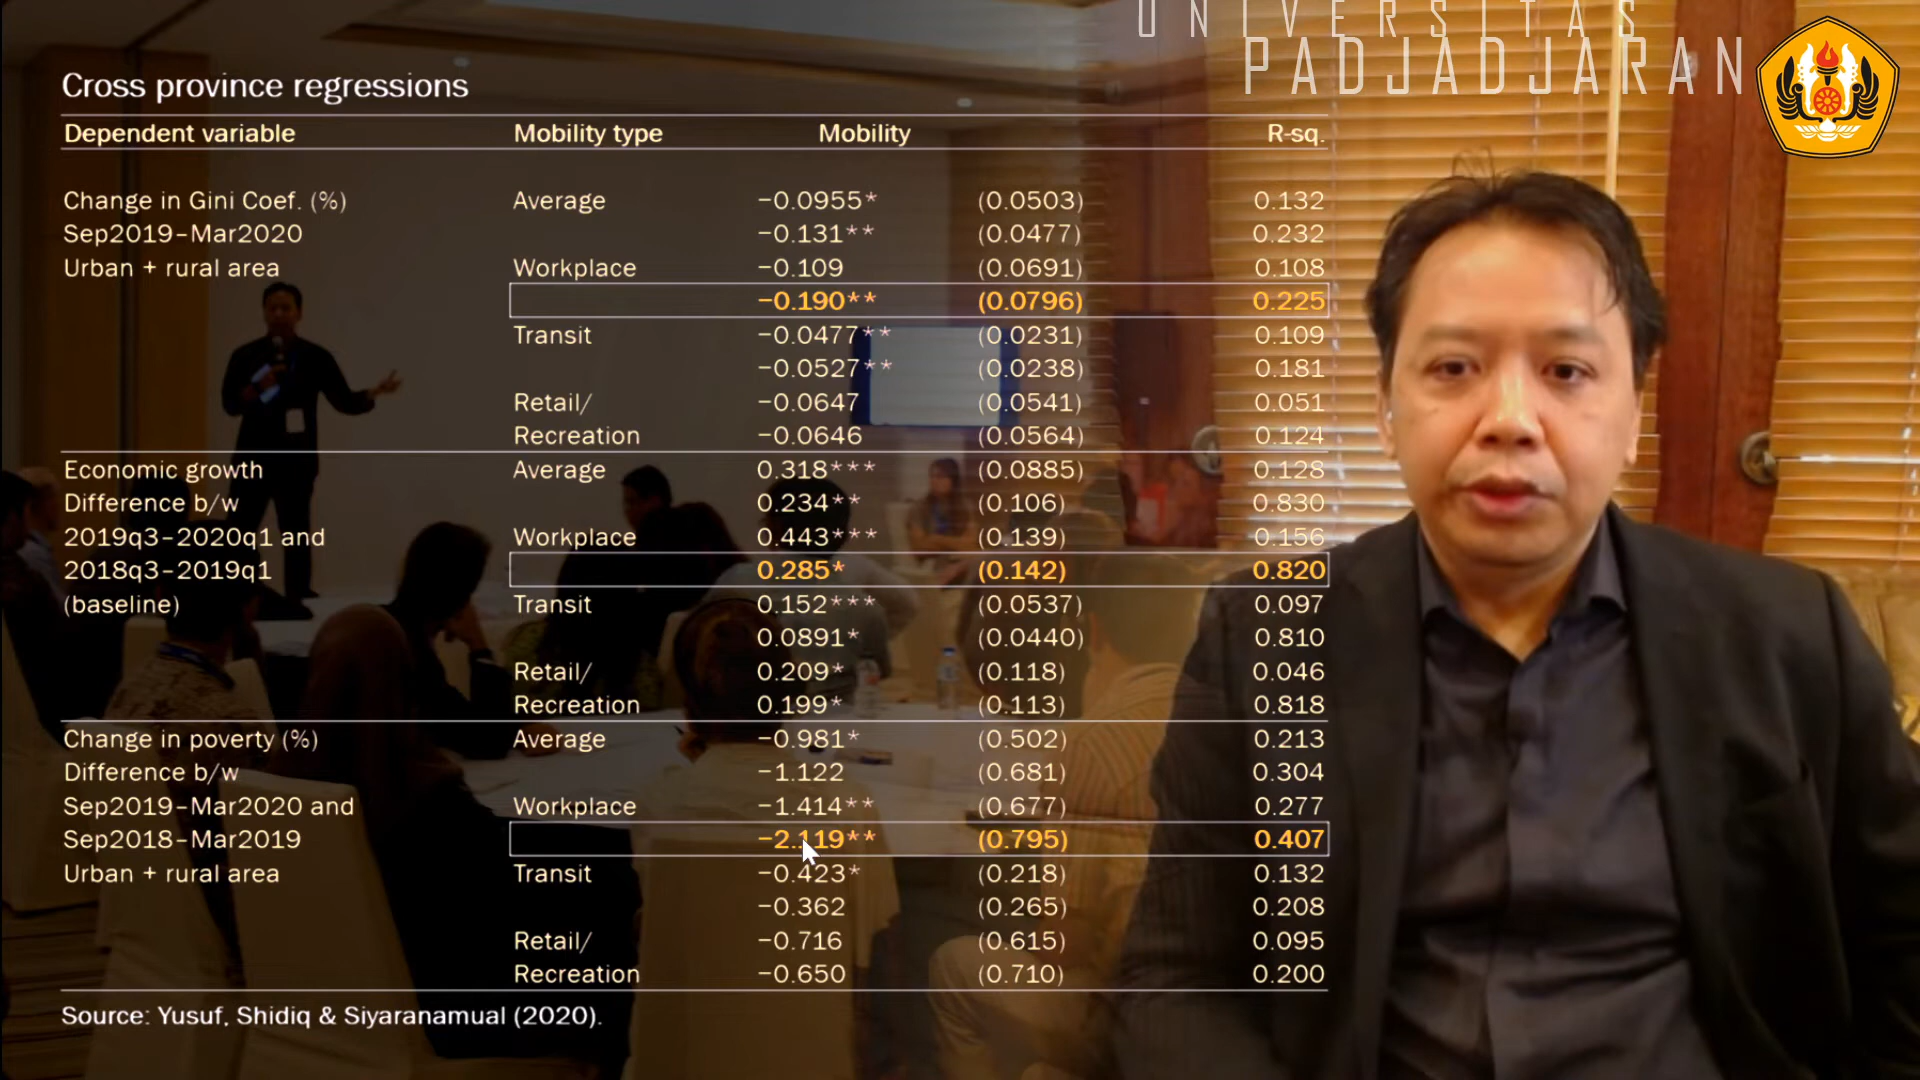 UNIVERSITAS
PADJADJARAN
Cross province regressions
Dependent variable Mobility type Mobility R-sq.
Change in Gini Coef. (%) Average −0.0955* (0.0503) 0.132
Sep2019–Mar2020 −0.131** (0.0477) 0.232
Urban + rural area Workplace −0.109 (0.0691) 0.108
−0.190** (0.0796) 0.225
Transit −0.0477** (0.0231) 0.109
−0.0527** (0.0238) 0.181
Retail/ −0.0647 (0.0541) 0.051
Recreation −0.0646 (0.0564) 0.124
Economic growth Average 0.318*** (0.0885) 0.128
Difference b/w 0.234** (0.106) 0.830
2019q3–2020q1 and Workplace 0.443*** (0.139) 0.156
2018q3–2019q1 0.285* (0.142) 0.820
(baseline) Transit 0.152*** (0.0537) 0.097
0.0891* (0.0440) 0.810
Retail/ 0.209* (0.118) 0.046
Recreation 0.199* (0.113) 0.818
Change in poverty (%) Average −0.981* (0.502) 0.213
Difference b/w −1.122 (0.681) 0.304
Sep2019–Mar2020 and Workplace −1.414** (0.677) 0.277
Sep2018–Mar2019 −2.119** (0.795) 0.407
Urban + rural area Transit −0.423* (0.218) 0.132
−0.362 (0.265) 0.208
Retail/ −0.716 (0.615) 0.095
Recreation −0.650 (0.710) 0.200
Source: Yusuf, Shidiq & Siyaranamual (2020).